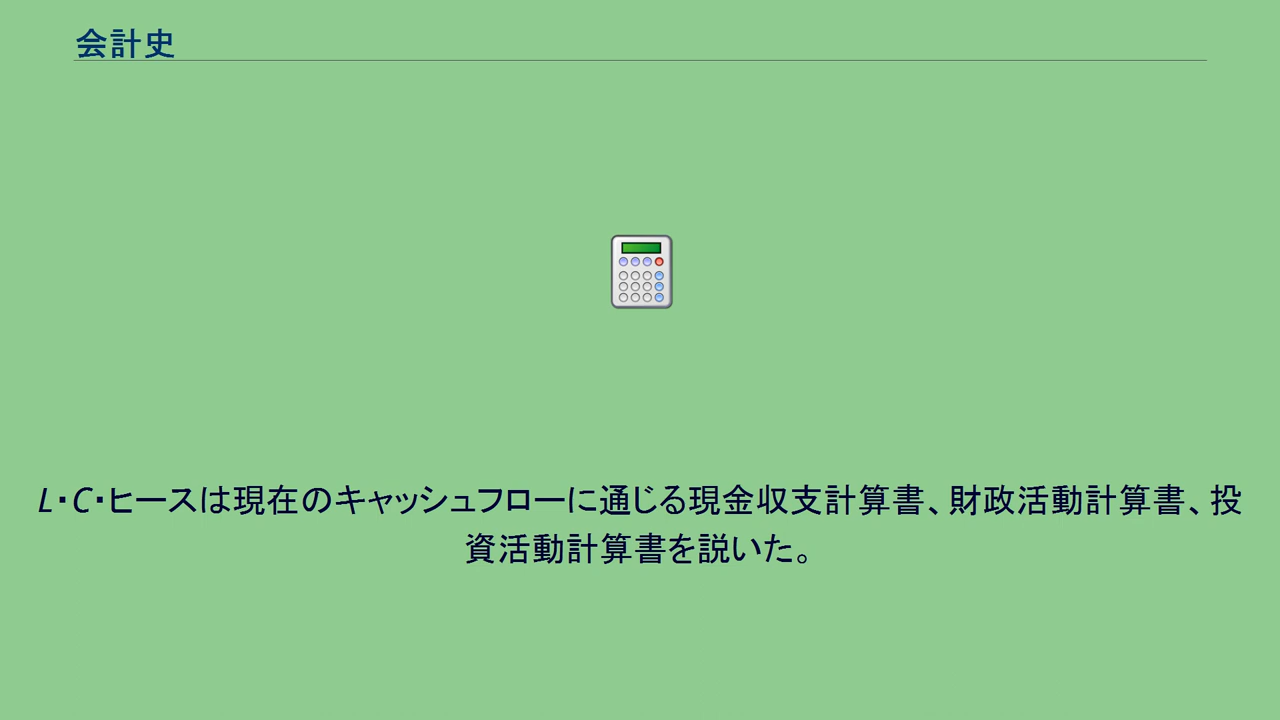 会計史
L・C・ヒースは現在のキャッシュフローに通じる現金収支計算書、財政活動計算書、投
資活動計算書を説いた。